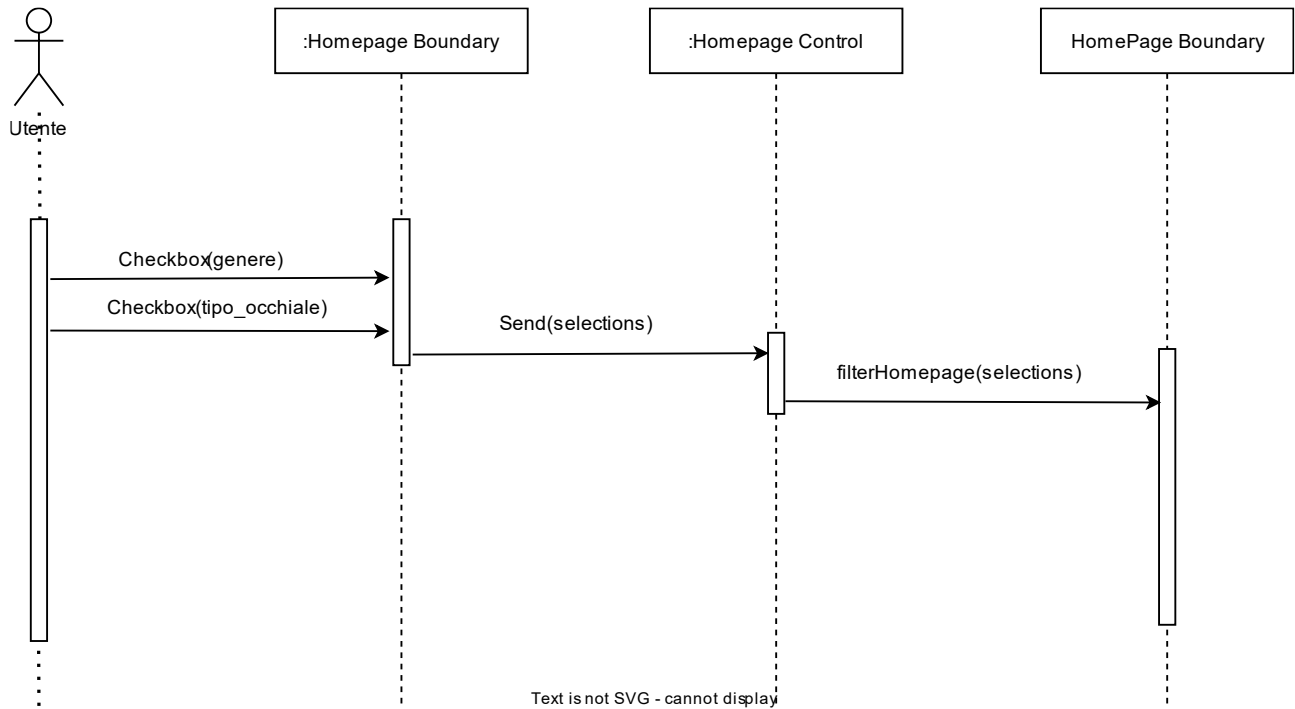 :Homepage Boundary
:Homepage Control
HomePage Boundary
Utente
Checkbox(genere)
Checkbox(tipo_occhiale)
Send(selections)
filterHomepage(selections)
Text is not SVG - cannot display